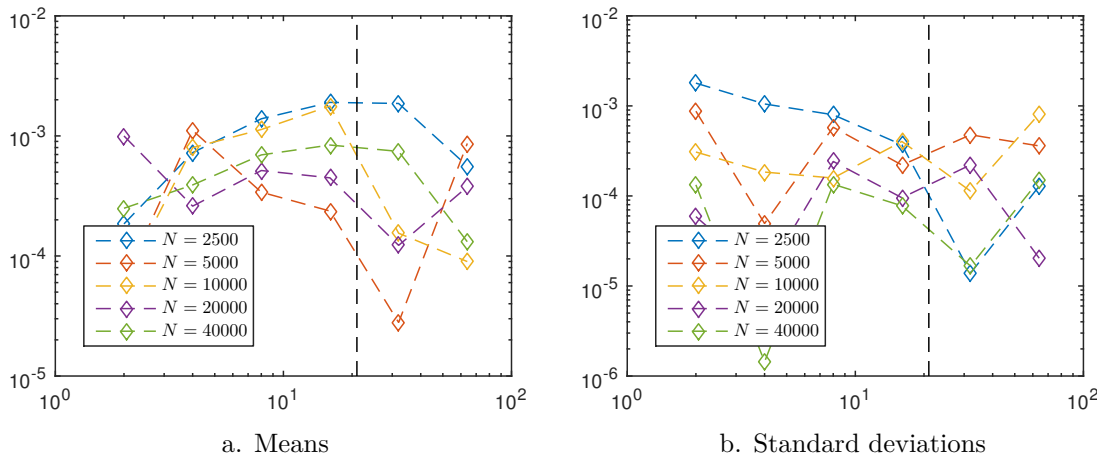 10^-2
10^-3
10^-4
10^-5
10^0
10^1
10^2
N = 2500
N = 5000
N = 10000
N = 20000
N = 40000
a. Means
10^-2
10^-3
10^-4
10^-5
10^-6
10^0
10^1
10^2
N = 2500
N = 5000
N = 10000
N = 20000
N = 40000
b. Standard deviations